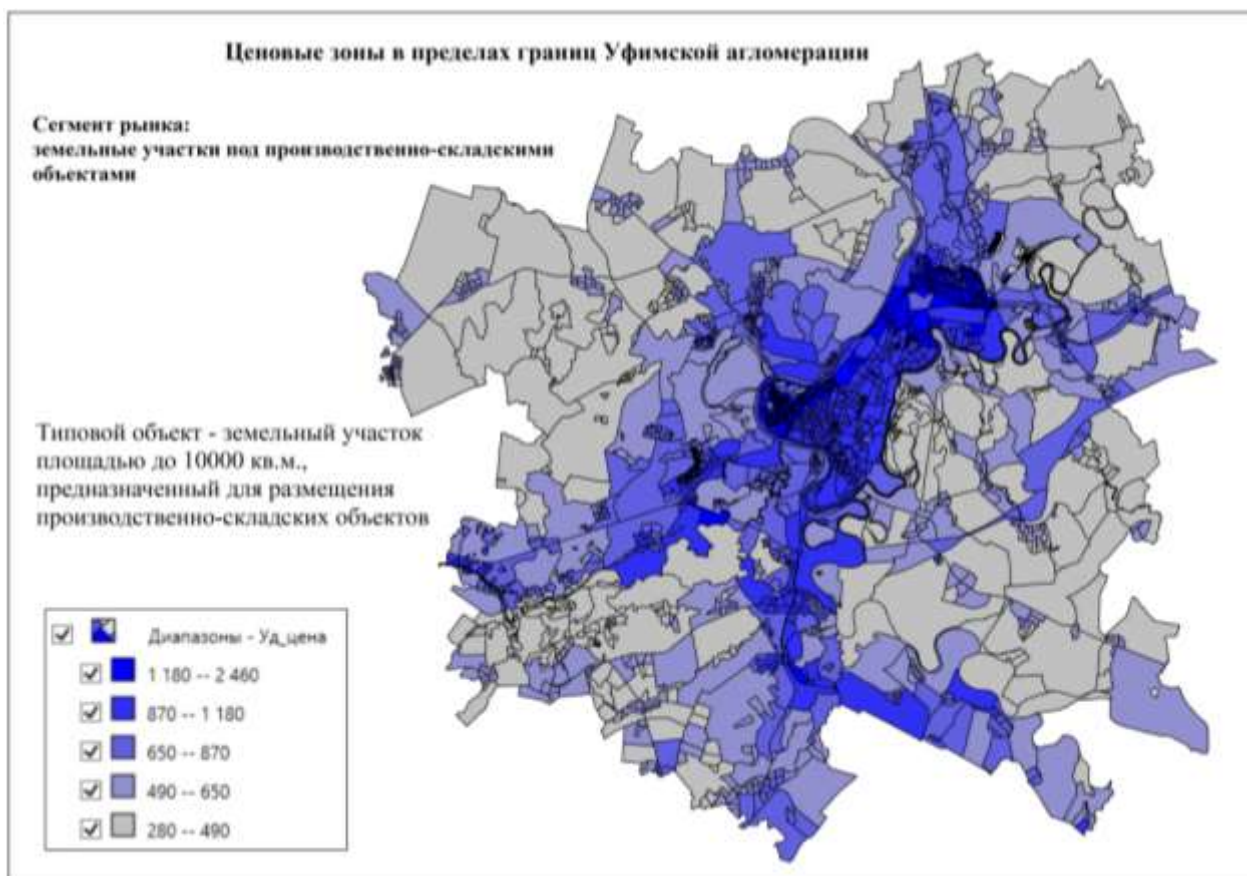 Ценовые зоны в пределах границ Уфимской агломерации
Сегмент рынка:
земельные участки под производственно-складскими
объектами
Типовой объект - земельный участок
площадью до 10000 кв.м.,
предназначенный для размещения
производственно-складских объектов
Диапазоны - Уд_цена
1 180 -- 2 460
870 -- 1 180
650 -- 870
490 -- 650
280 -- 490